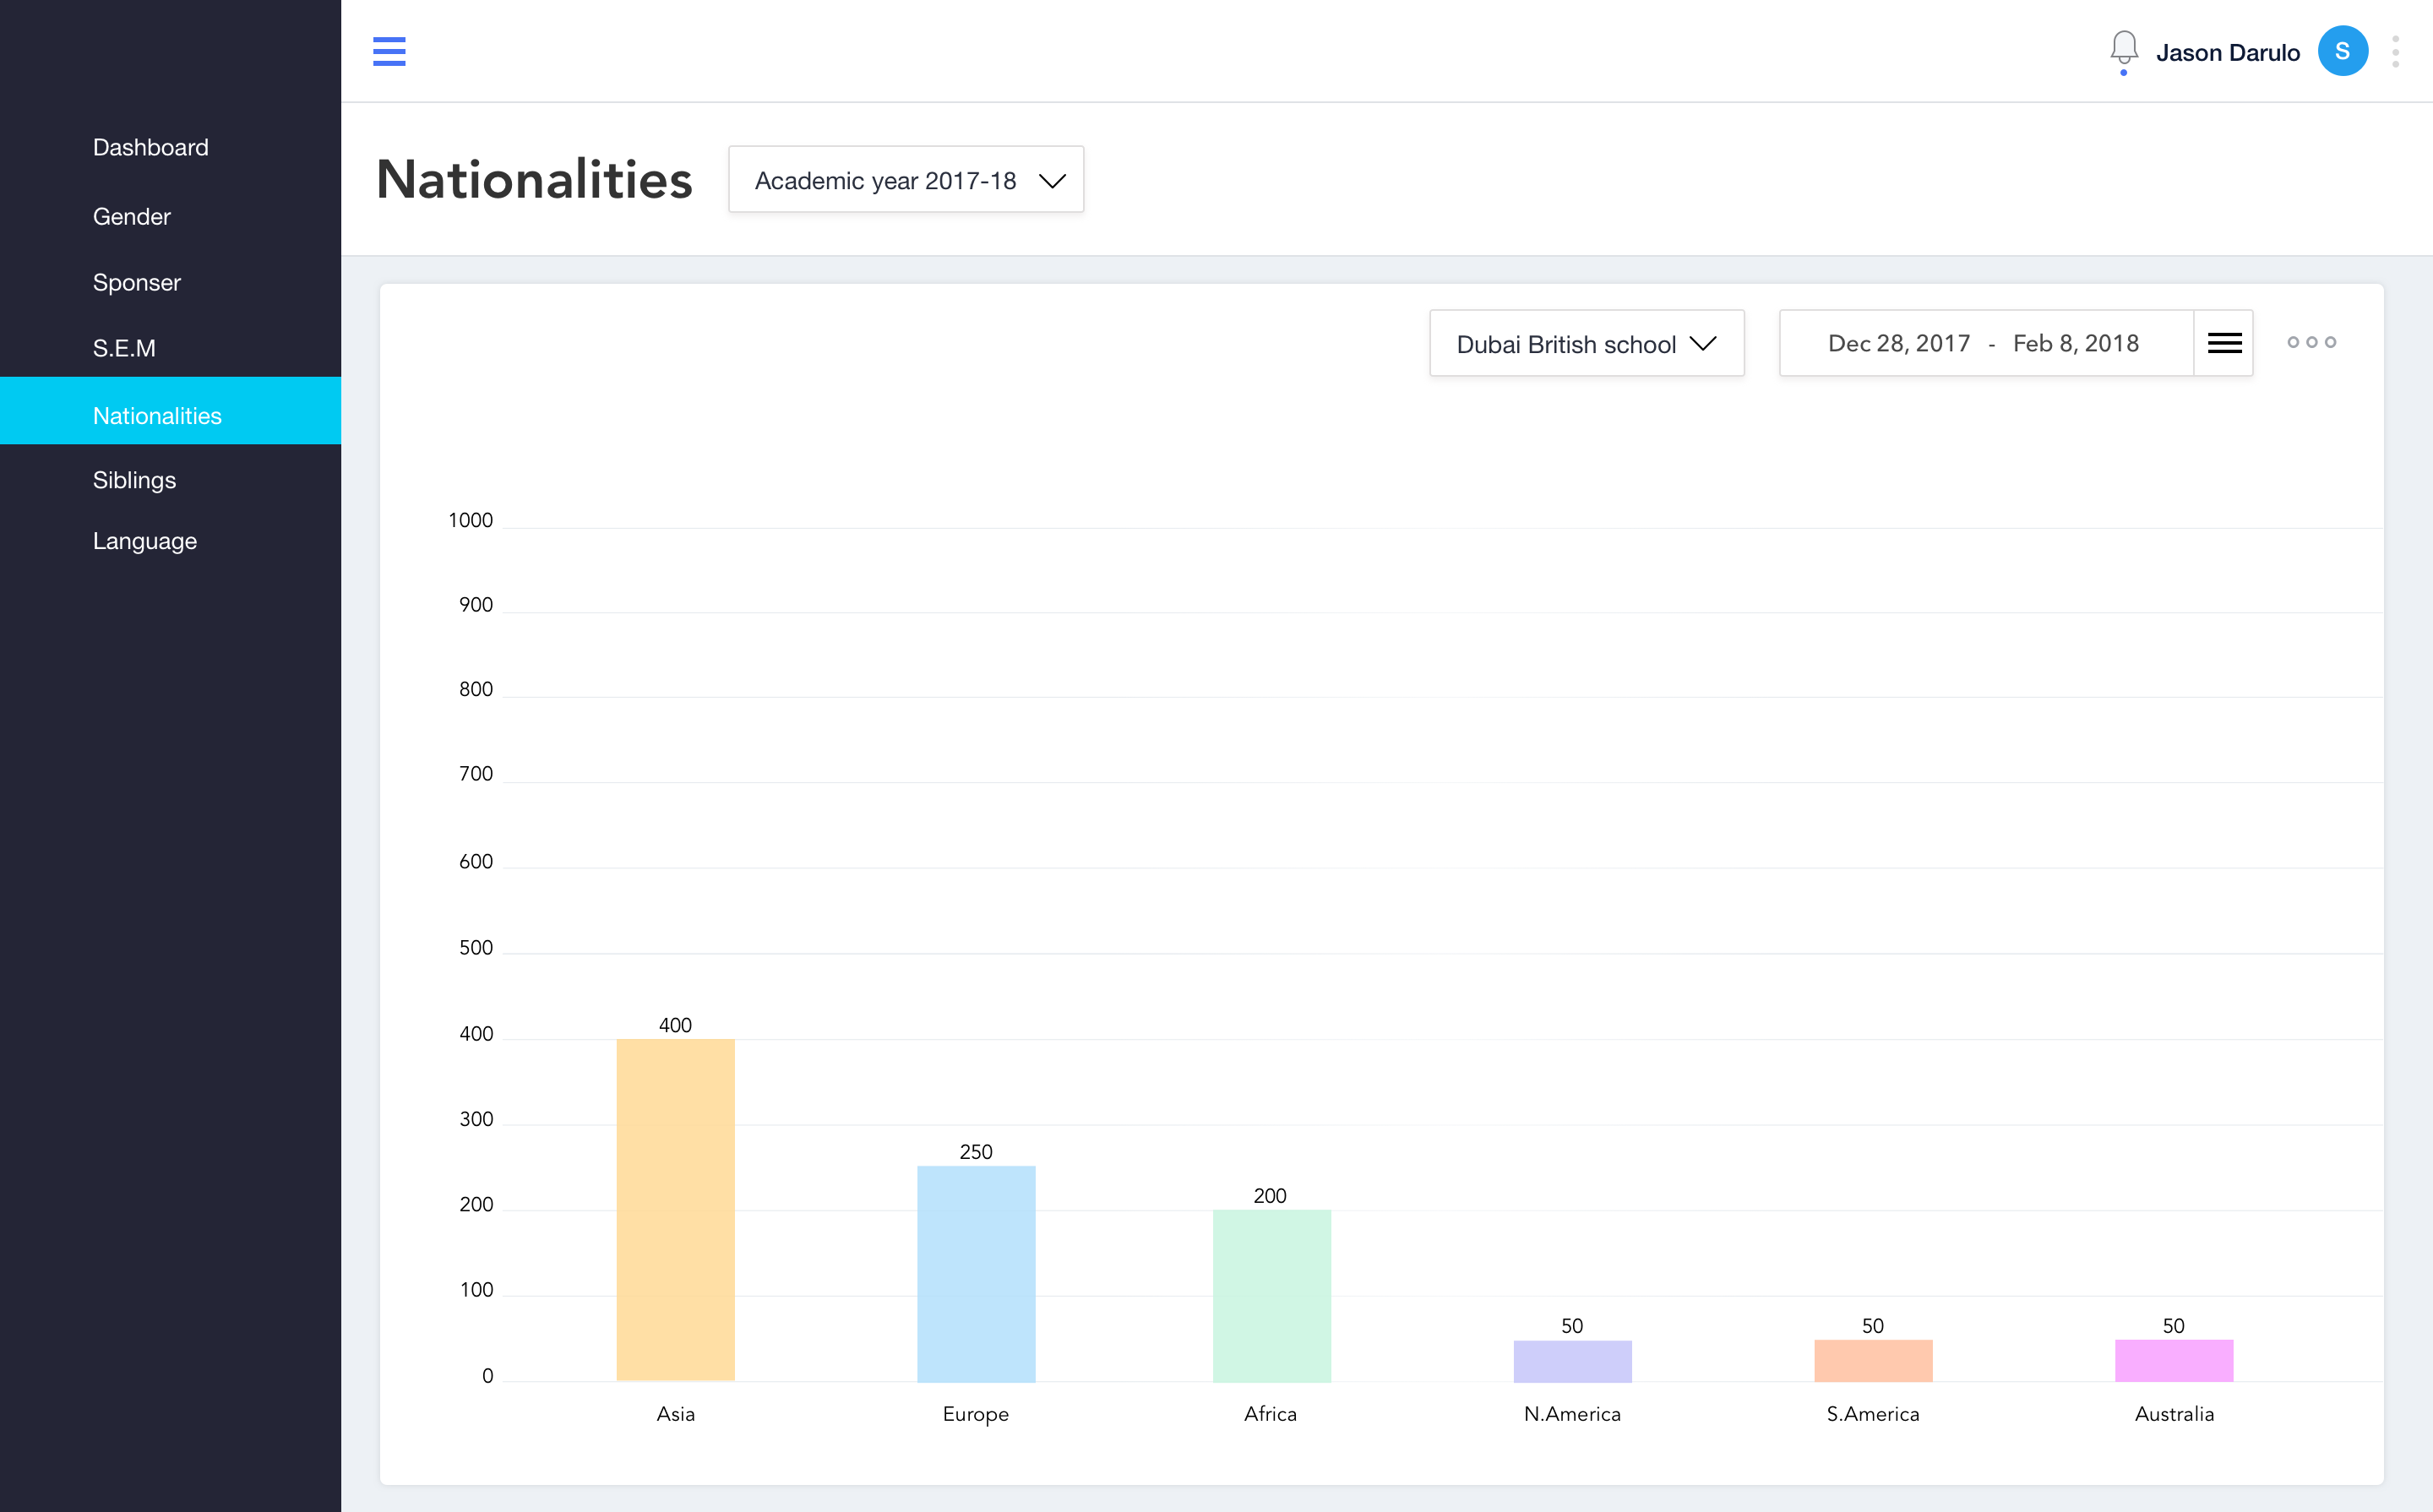 Jason Darulo
S
Dashboard
Gender
Sponser
S.E.M
Nationalities
Siblings
Language
Nationalities
Academic year 2017-18
Dubai British school
Dec 28, 2017 - Feb 8, 2018
1000
900
800
700
600
500
400
300
200
100
0
400
250
200
50
50
50
Asia
Europe
Africa
N.America
S.America
Australia